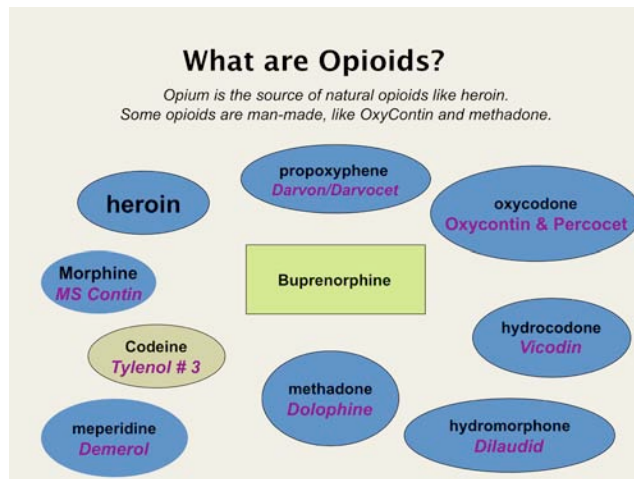 What are Opioids?
Opium is the source of natural opioids like heroin.
Some opioids are man-made, like OxyContin and methadone.
propoxyphene
Darvon/Darvocet
heroin
oxycodone
Oxycontin & Percocet
Morphine
MS Contin
Buprenorphine
hydrocodone
Vicodin
Codeine
Tylenol # 3
methadone
Dolophine
meperidine
Demerol
hydromorphone
Dilaudid